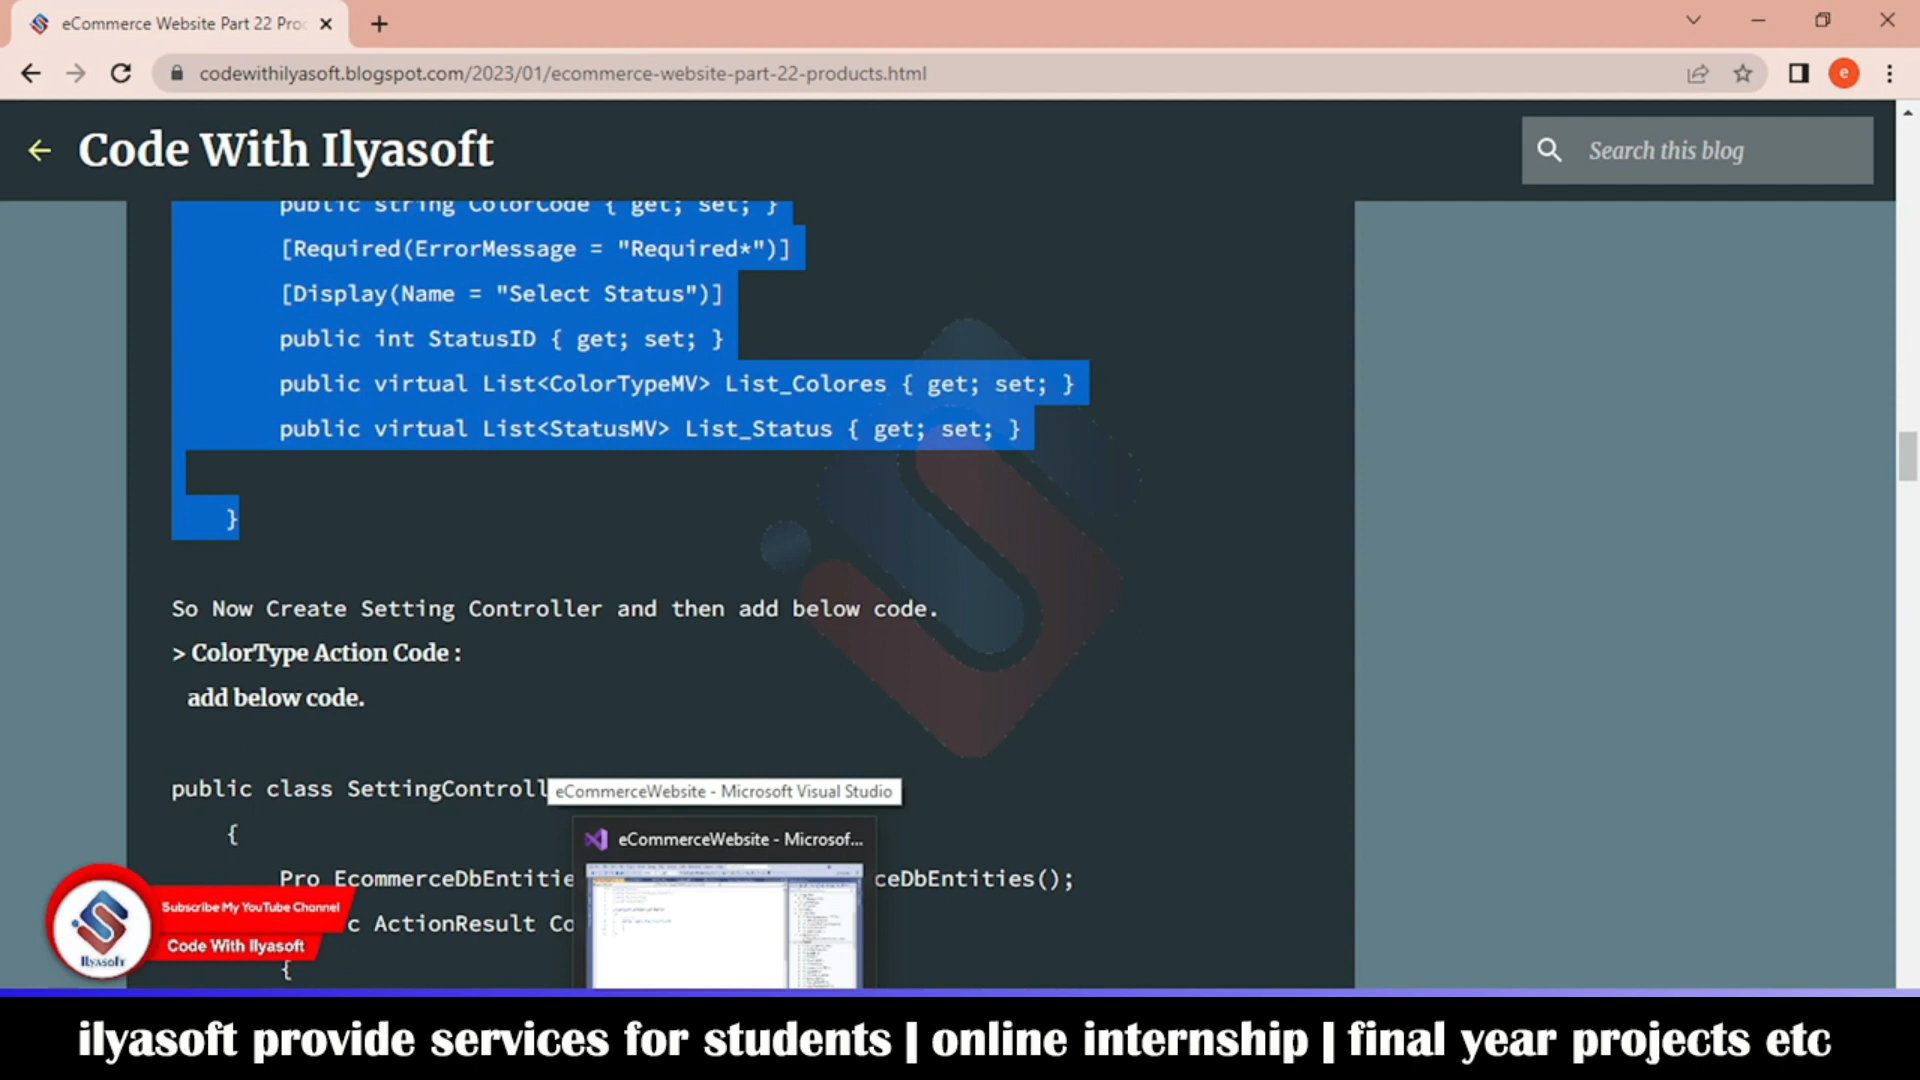 eCommerce Website Part 22 Pro
codewithilyasoft.blogspot.com/2023/01/ecommerce-website-part-22-products.html
e
Code With Ilyasoft
Search this blog
public string ColorCode { get; set; }
[Required(ErrorMessage = "Required*")]
[Display(Name = "Select Status")]
public int StatusID { get; set; }
public virtual List<ColorTypeMV> List_Colores { get; set; }
public virtual List<StatusMV> List_Status { get; set; }
}
So Now Create Setting Controller and then add below code.
> ColorType Action Code :
add below code.
public class SettingControll
eCommerceWebsite - Microsoft Visual Studio
{
eCommerceWebsite - Microsof...
Pro EcommerceDbEntitie
ceDbEntities();
Subscribe My YouTube Channel
c ActionResult Co
Code With Ilyasoft
Ilyasoft
{
ilyasoft provide services for students | online internship | final year projects etc